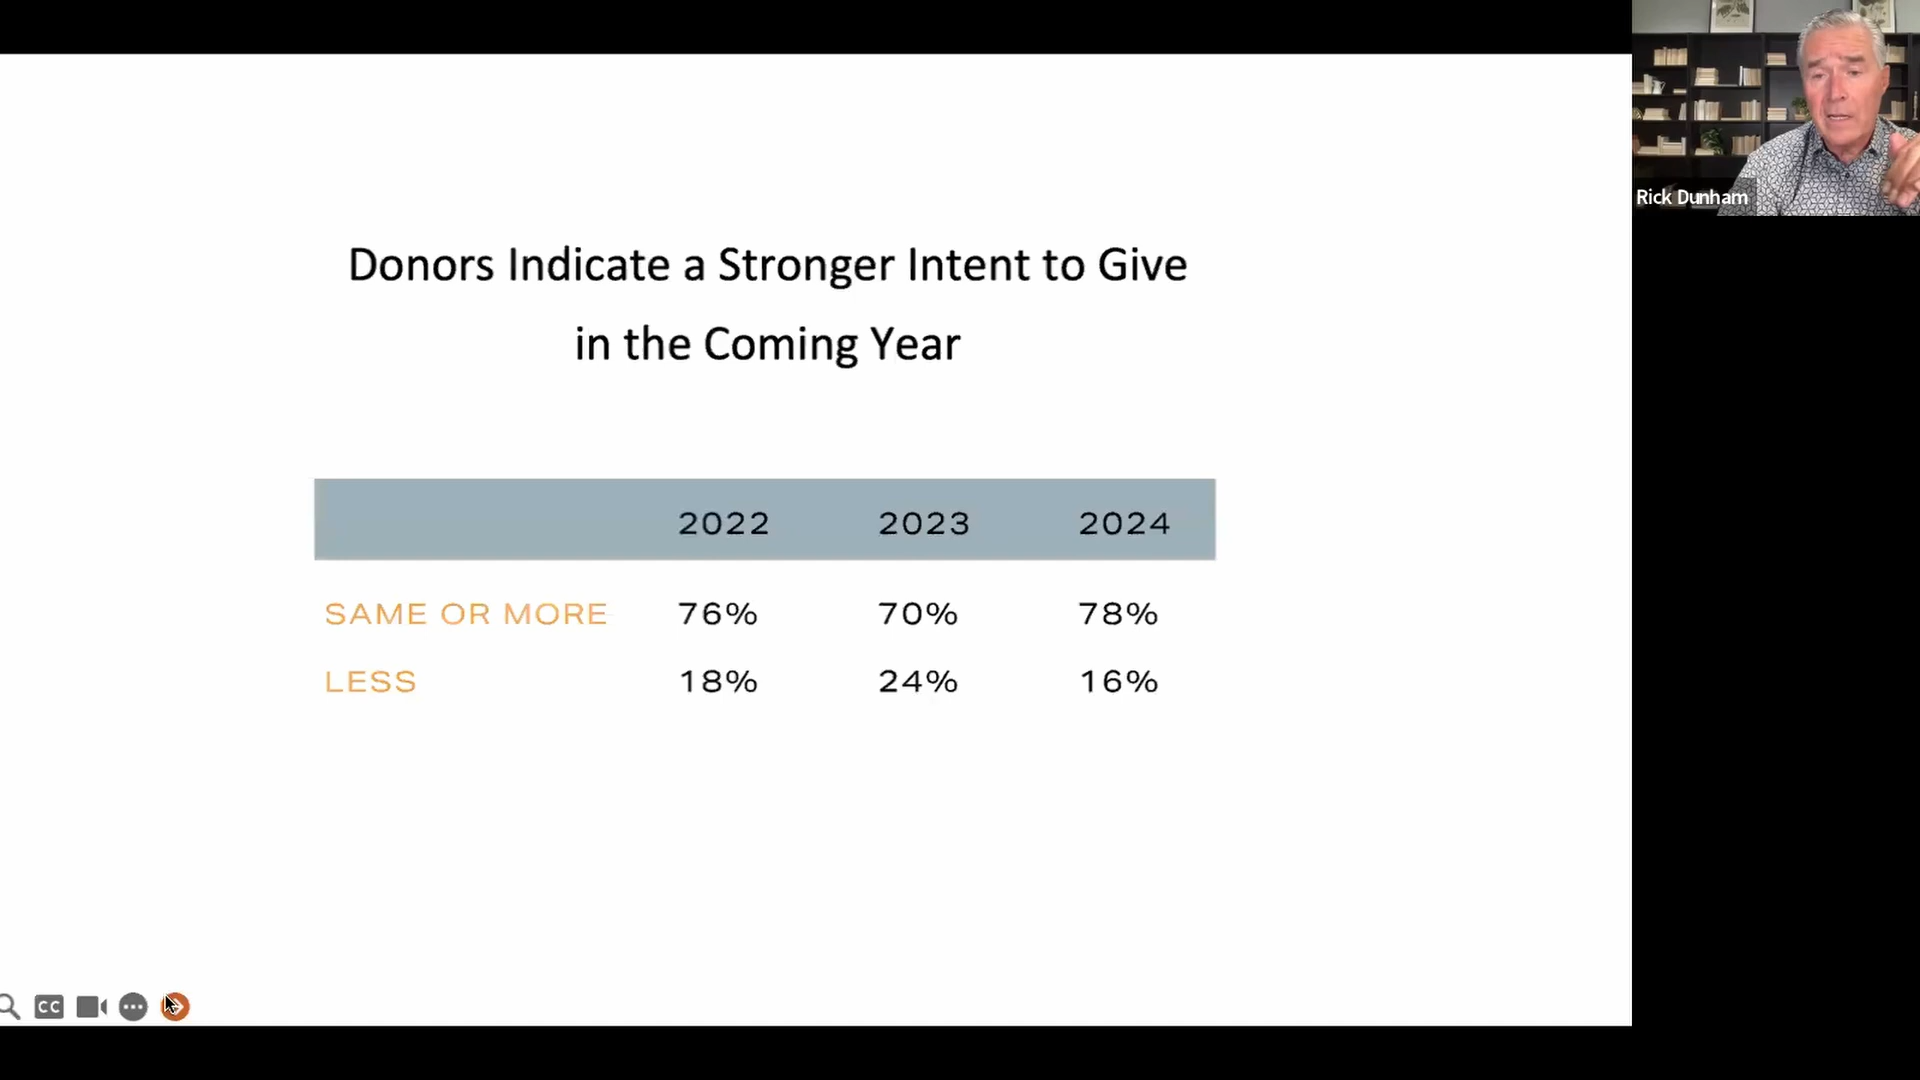 Donors Indicate a Stronger Intent to Give
in the Coming Year
2022 2023 2024
SAME OR MORE 76% 70% 78%
LESS 18% 24% 16%
Rick Dunham
CC